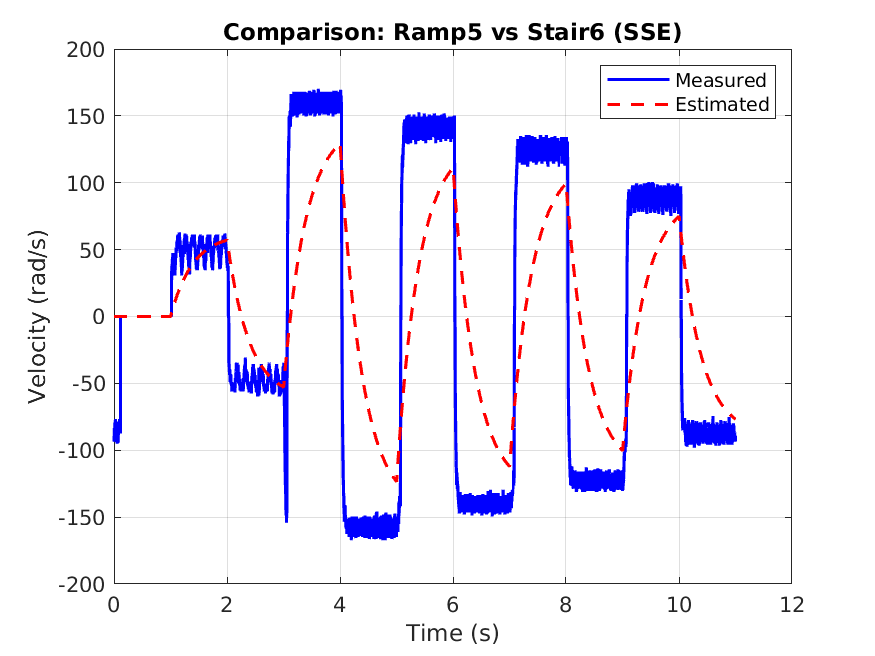 Comparison: Ramp5 vs Stair6 (SSE)
Measured
Estimated
200
150
100
50
0
-50
-100
-150
-200
Velocity (rad/s)
0 2 4 6 8 10 12
Time (s)